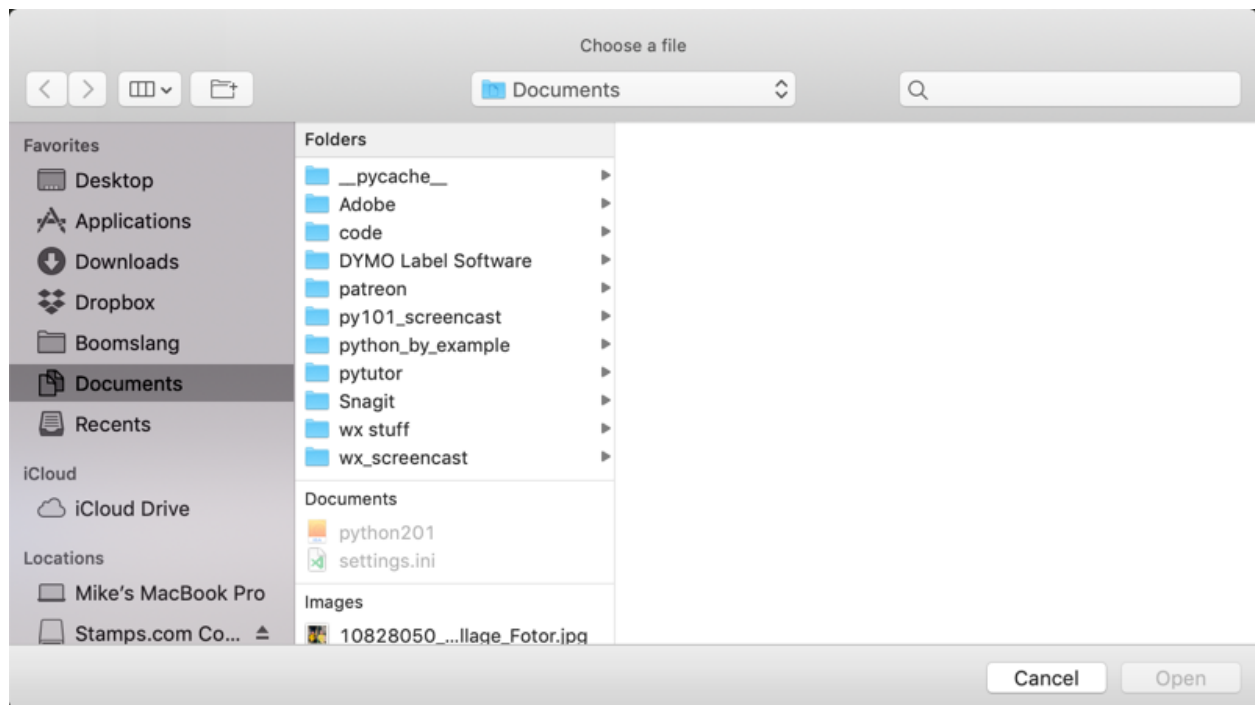 Choose a file
Documents
Favorites
Desktop
Applications
Downloads
Dropbox
Boomslang
Documents
Recents
iCloud
iCloud Drive
Locations
Mike's MacBook Pro
Stamps.com Co...
Folders
__pycache__
Adobe
code
DYMO Label Software
patreon
py101_screencast
python_by_example
pytutor
Snagit
wx stuff
wx_screencast
Documents
python201
settings.ini
Images
10828050_...llage_Fotor.jpg
Cancel
Open